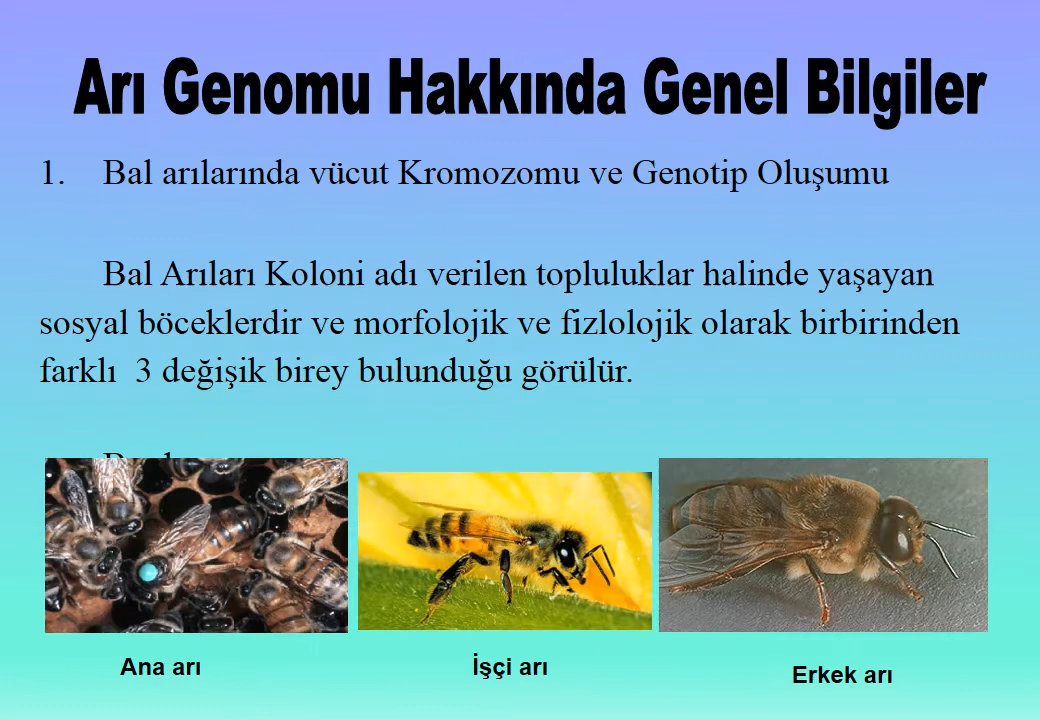 Arı Genomu Hakkında Genel Bilgiler
1. Bal arılarında vücut Kromozomu ve Genotip Oluşumu
Bal Arıları Koloni adı verilen topluluklar halinde yaşayan
sosyal böceklerdir ve morfolojik ve fizlolojik olarak birbirinden
farklı 3 değişik birey bulunduğu görülür.
Ana arı
İşçi arı
Erkek arı